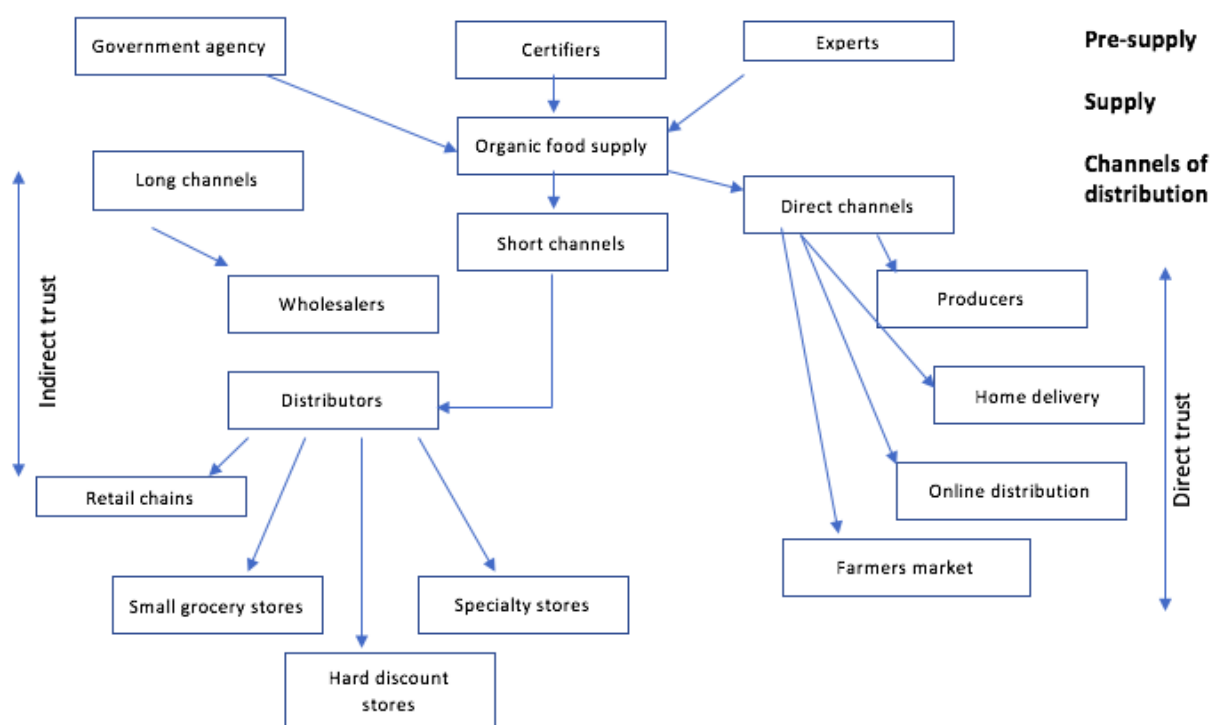 Government agency
Certifiers
Experts
Pre-supply
Supply
Organic food supply
Channels of
distribution
Long channels
Direct channels
Short channels
Indirect trust
Wholesalers
Producers
Direct trust
Distributors
Home delivery
Retail chains
Online distribution
Farmers market
Small grocery stores
Specialty stores
Hard discount
stores